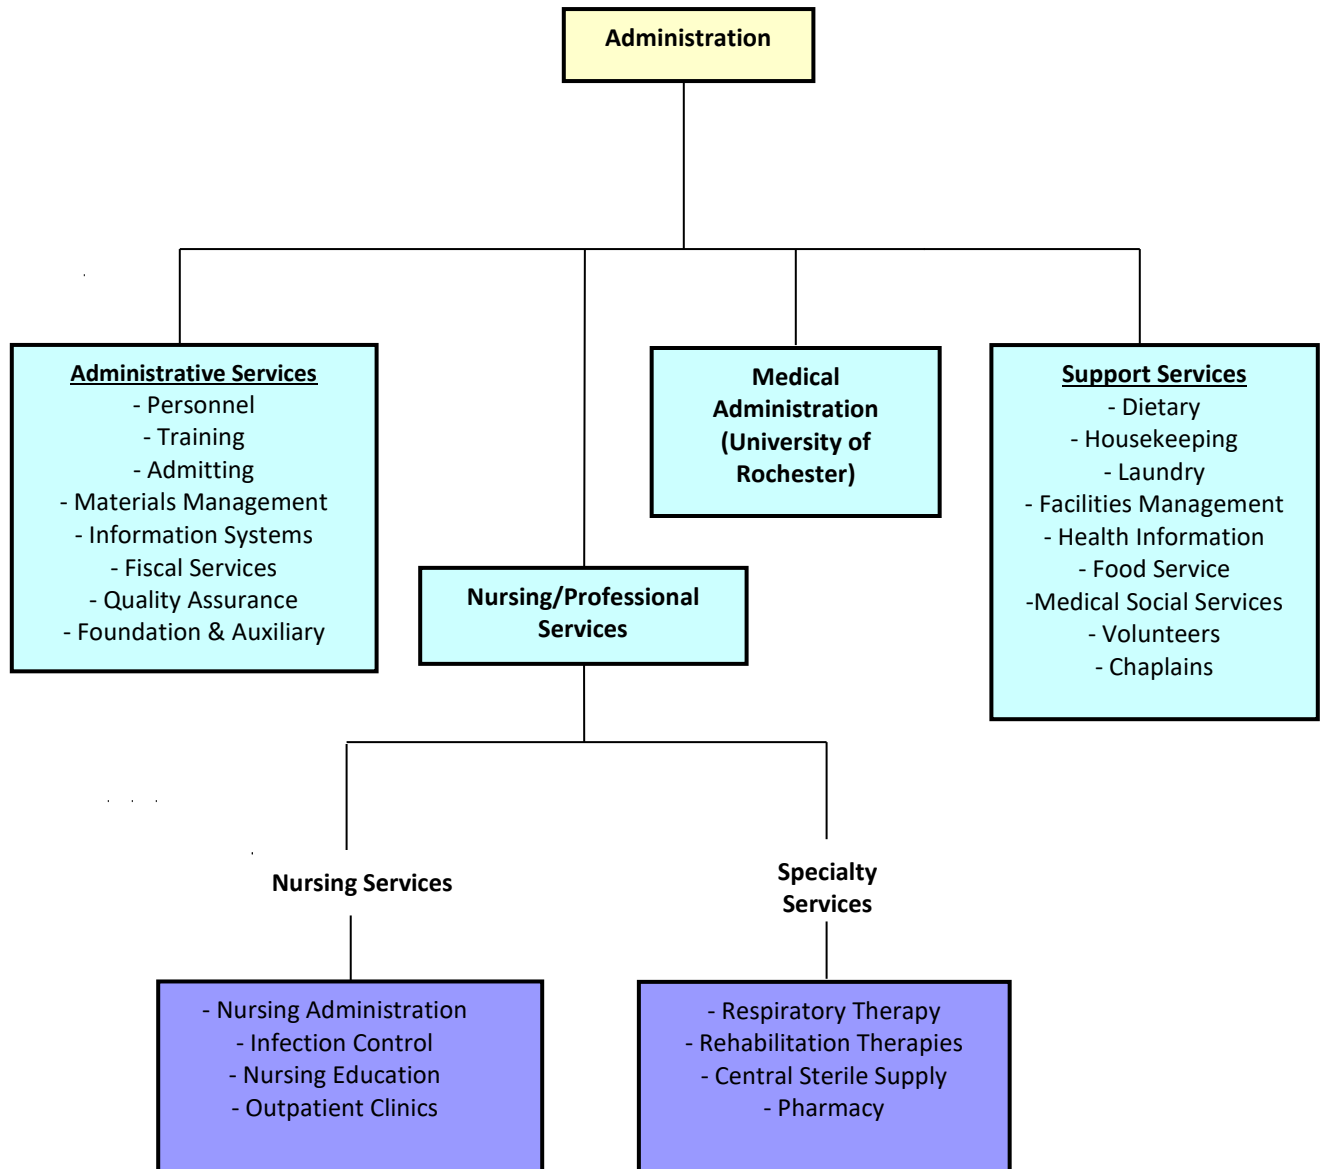 Administration
Administrative Services
- Personnel
- Training
- Admitting
- Materials Management
- Information Systems
- Fiscal Services
- Quality Assurance
- Foundation & Auxiliary
Nursing/Professional
Services
Medical
Administration
(University of
Rochester)
Support Services
- Dietary
- Housekeeping
- Laundry
- Facilities Management
- Health Information
- Food Service
-Medical Social Services
- Volunteers
- Chaplains
Nursing Services
Specialty
Services
- Nursing Administration
- Infection Control
- Nursing Education
- Outpatient Clinics
- Respiratory Therapy
- Rehabilitation Therapies
- Central Sterile Supply
- Pharmacy